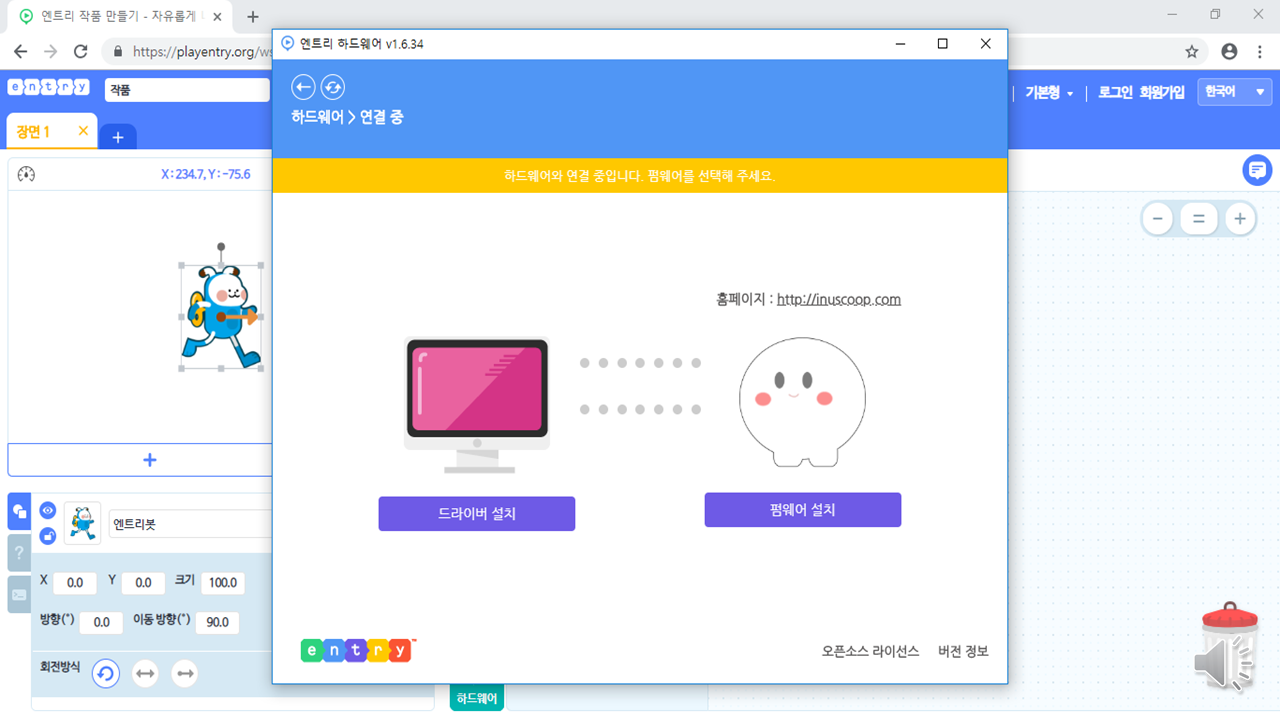 엔트리 작품 만들기 - 자유롭게
https://playentry.org/ws
entry
작품
기본형
로그인 회원가입
한국어
장면 1
X:234.7, Y:-75.6
엔트리봇
X 0.0 Y 0.0 크기 100.0
방향(°) 0.0 이동 방향(°) 90.0
회전방식
하드웨어
엔트리 하드웨어 v1.6.34
하드웨어 > 연결 중
하드웨어와 연결 중입니다. 펌웨어를 선택해 주세요.
홈페이지 : http://inuscoop.com
드라이버 설치
펌웨어 설치
entry™
오픈소스 라이선스 버전 정보